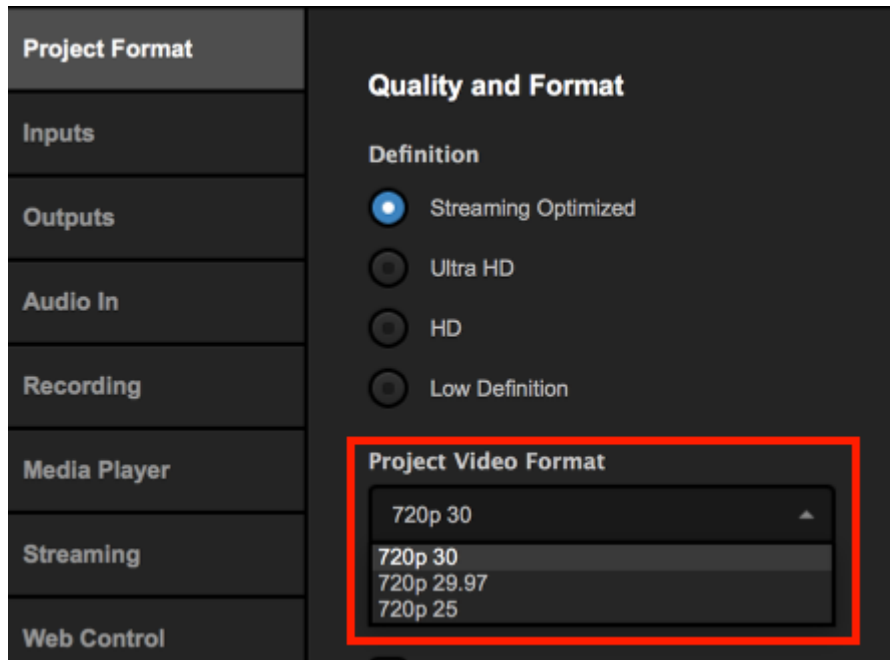 Project Format
Inputs
Outputs
Audio In
Recording
Media Player
Streaming
Web Control
Quality and Format
Definition
Streaming Optimized
Ultra HD
HD
Low Definition
Project Video Format
720p 30
720p 30
720p 29.97
720p 25